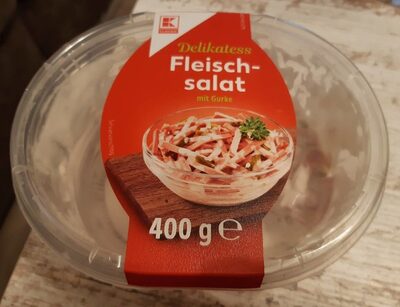 K
Delikatess
Fleisch-
salat
mit Gurke
400 g e